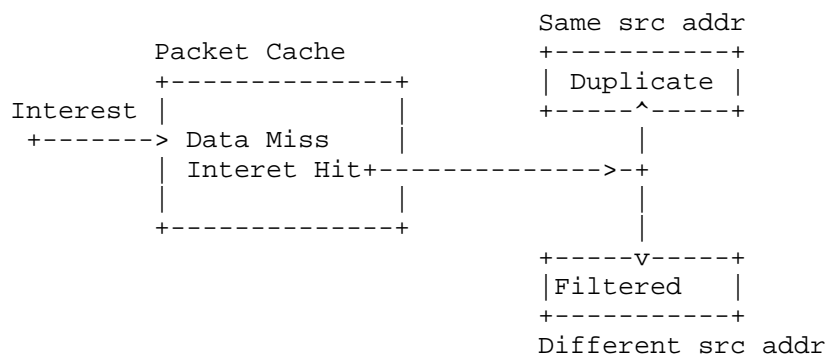 Same src addr
Packet Cache
Duplicate
Interest
Data Miss
Interet Hit
Filtered
Different src addr